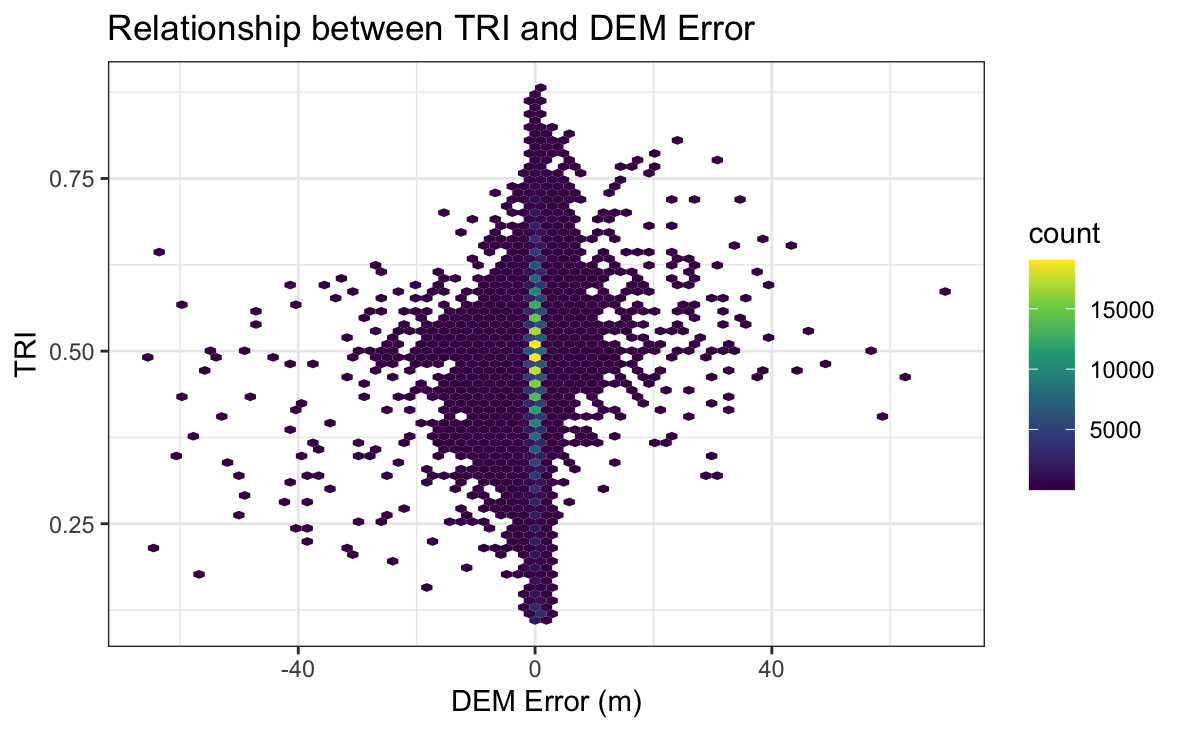 Relationship between TRI and DEM Error
TRI
0.75
0.50
0.25
-40
0
40
DEM Error (m)
count
15000
10000
5000